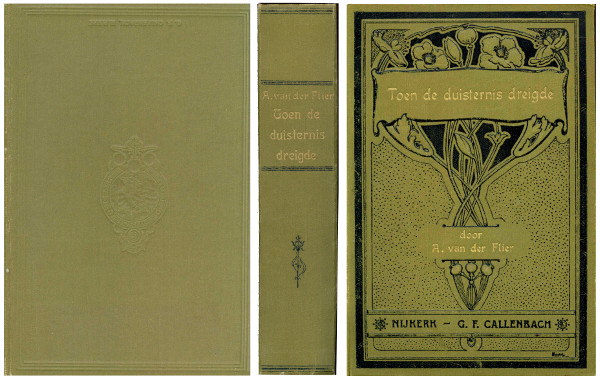 A. van der Flier
Toen de
duisternis
dreigde
Toen de duisternis dreigde
door
A. van der Flier
NIJKERK – G. F. CALLENBACH